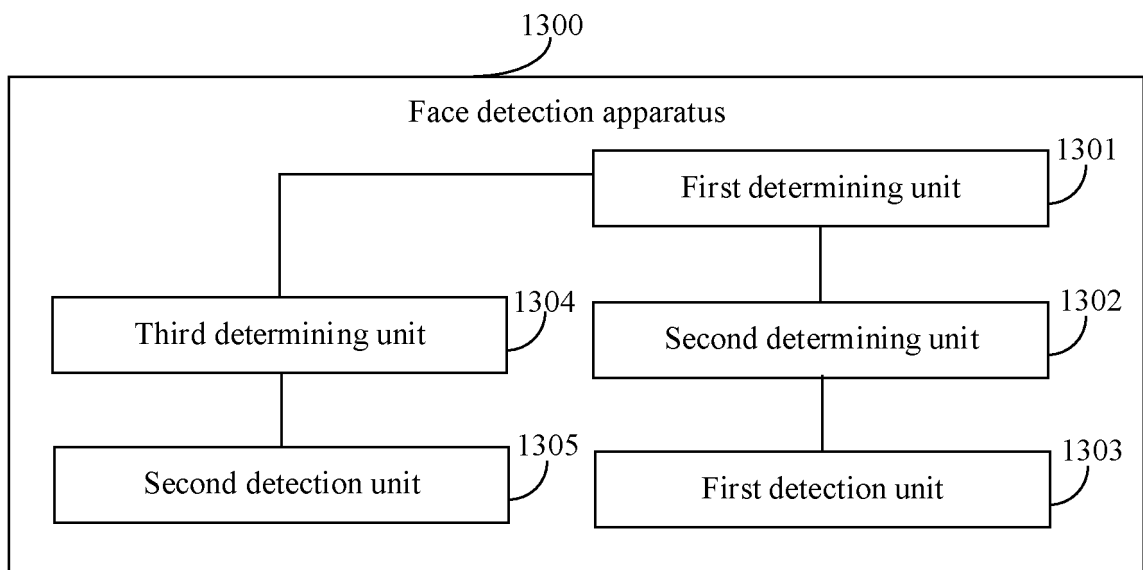 1300
Face detection apparatus
1301
First determining unit
1304
Third determining unit
1302
Second determining unit
1305
Second detection unit
1303
First detection unit